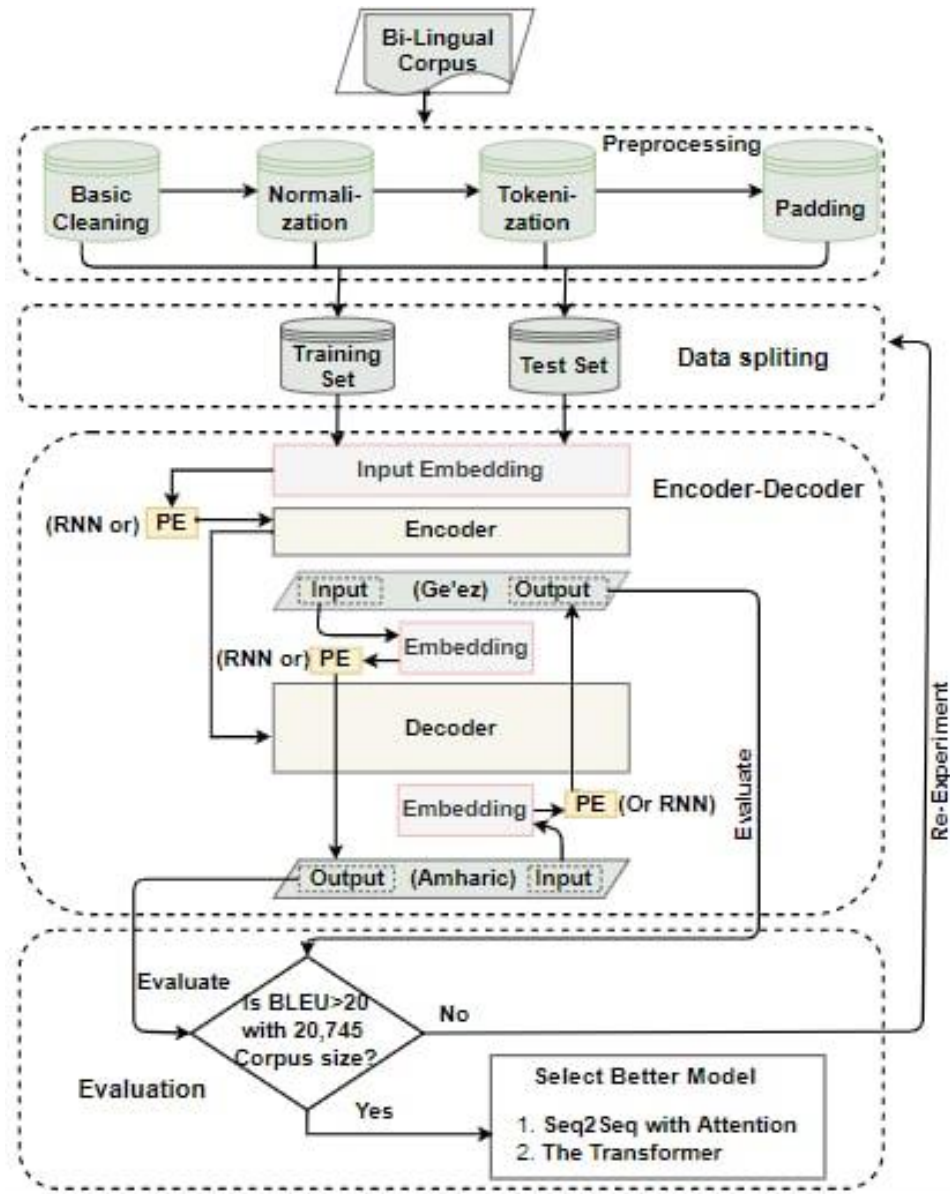 Bi-Lingual
Corpus
Preprocessing
Basic
Cleaning
Normali-
zation
Tokeni-
zation
Padding
Training
Set
Test Set
Data spliting
Input Embedding
Encoder-Decoder
(RNN or) PE
Encoder
Input (Ge'ez) Output
Embedding
(RNN or) PE
Decoder
Embedding
PE (Or RNN)
Evaluate
Re-Experiment
Output (Amharic) Input
Evaluate
Is BLEU>20
with 20,745
Corpus size?
No
Evaluation
Yes
Select Better Model
1. Seq2Seq with Attention
2. The Transformer